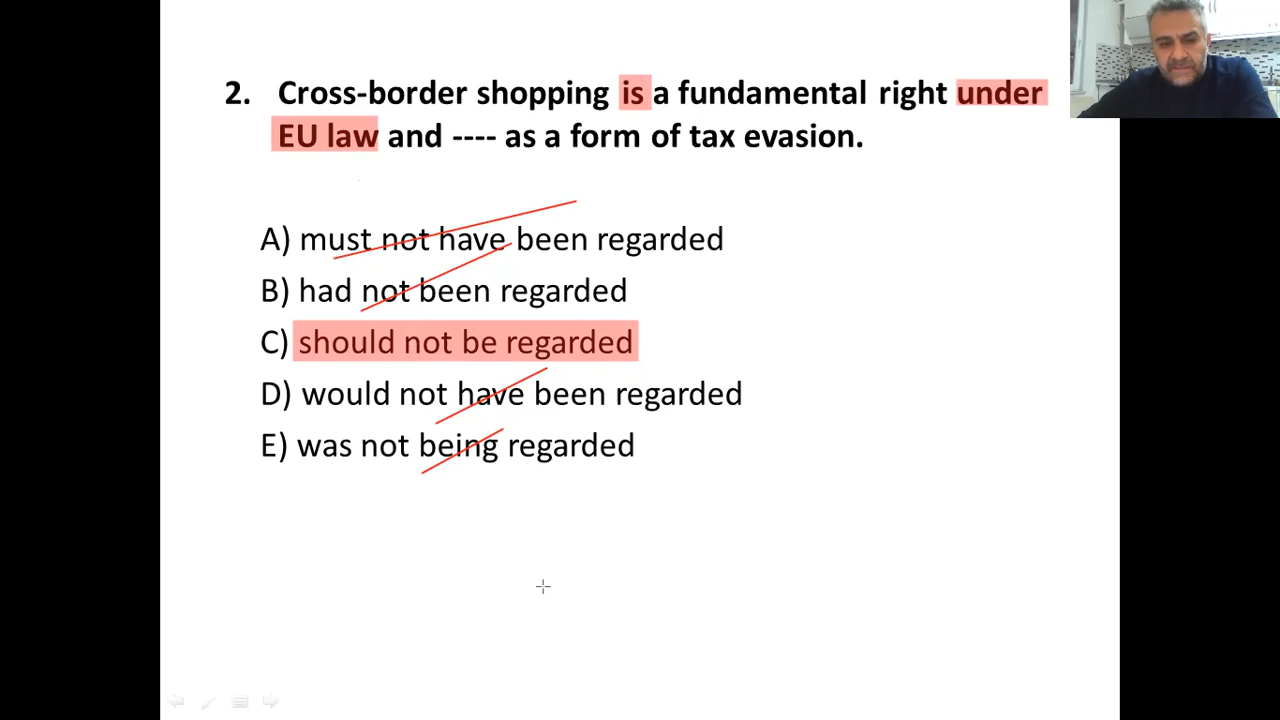 2. Cross-border shopping is a fundamental right under
EU law and ---- as a form of tax evasion.
A) must not have been regarded
B) had not been regarded
C) should not be regarded
D) would not have been regarded
E) was not being regarded